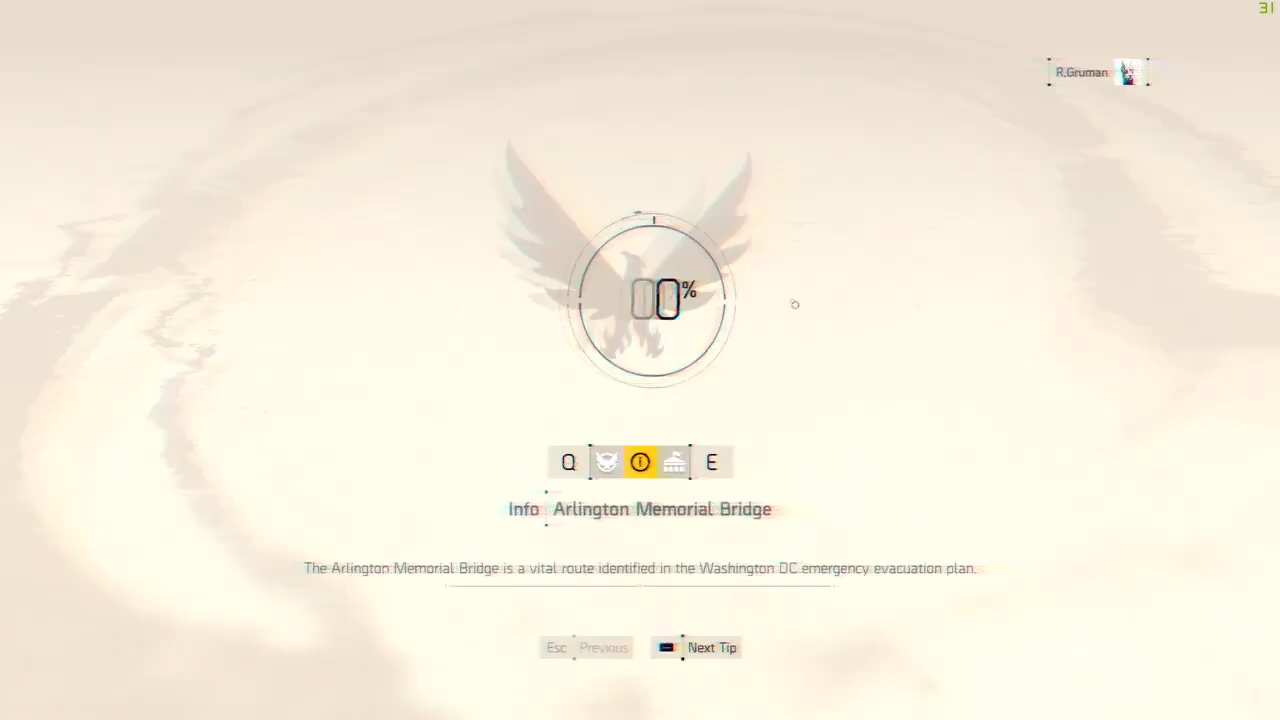 31
R.Gruman
00%
Q E
Info Arlington Memorial Bridge
The Arlington Memorial Bridge is a vital route identified in the Washington DC emergency evacuation plan.
Esc Previous Next Tip